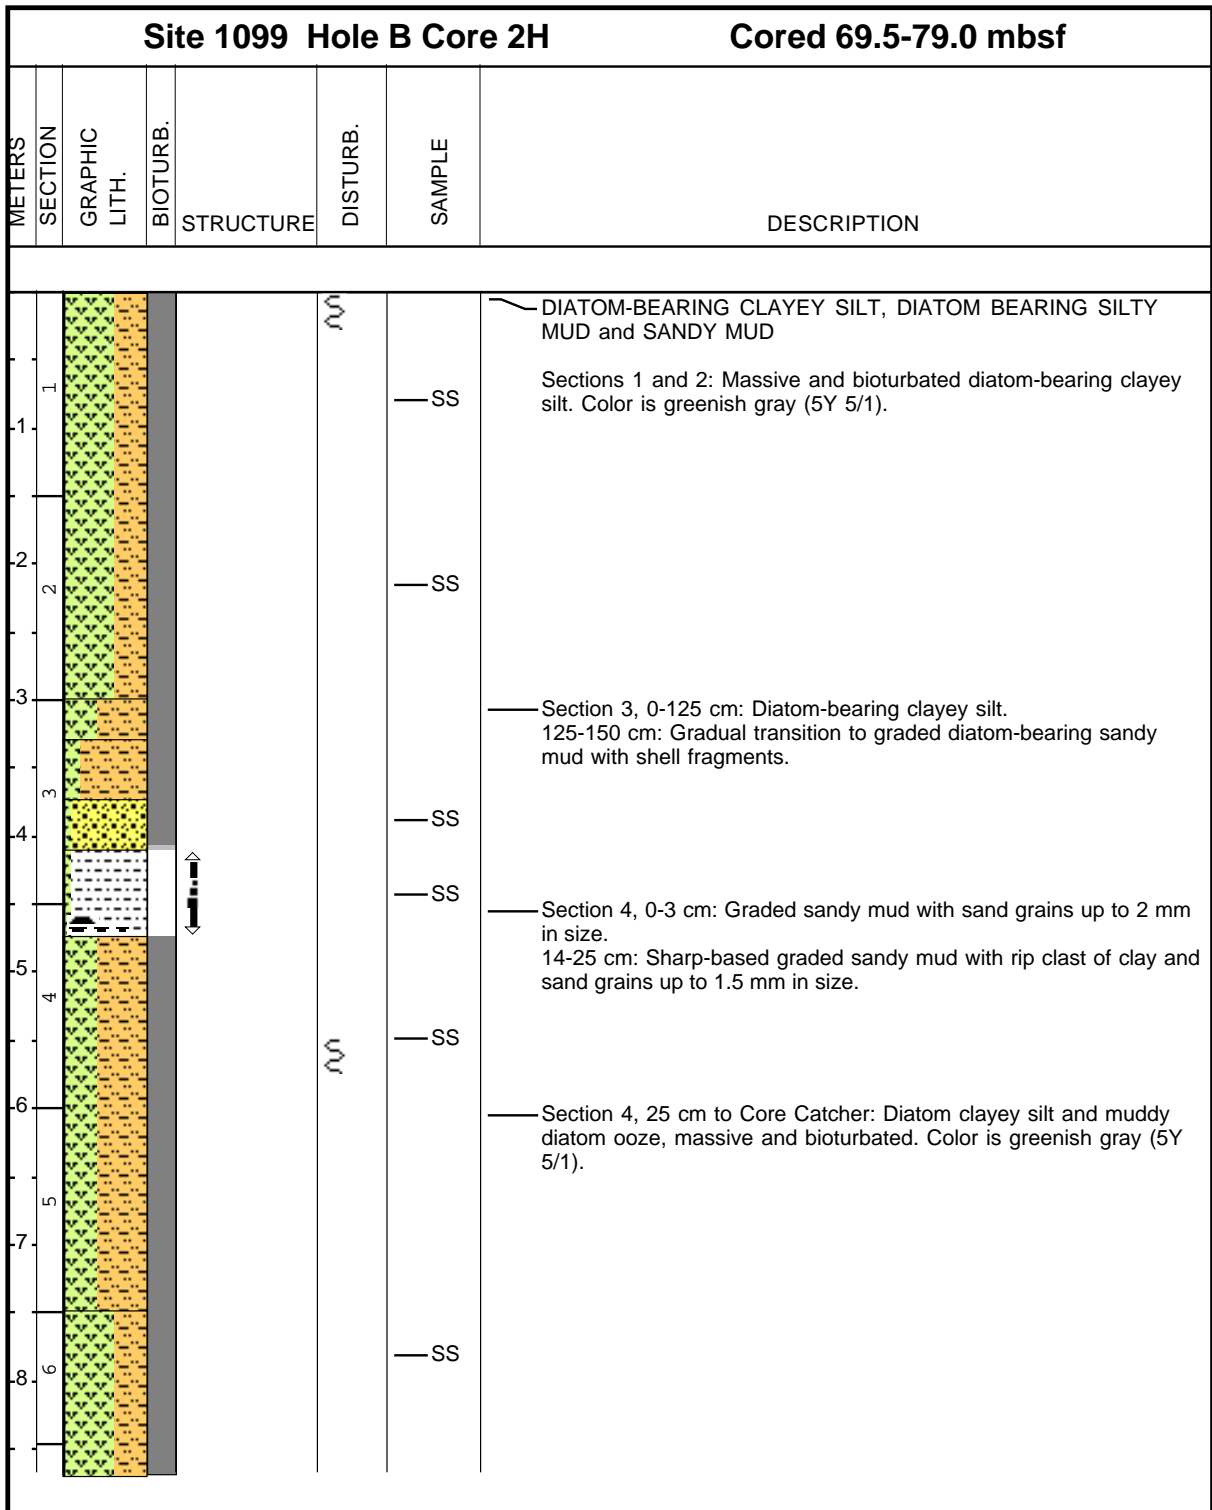 Site 1099 Hole B Core 2H Cored 69.5-79.0 mbsf
METERS
SECTION
GRAPHIC
LITH.
BIOTURB.
STRUCTURE
DISTURB.
SAMPLE
DESCRIPTION
DIATOM-BEARING CLAYEY SILT, DIATOM BEARING SILTY
MUD and SANDY MUD
Sections 1 and 2: Massive and bioturbated diatom-bearing clayey
silt. Color is greenish gray (5Y 5/1).
1
SS
1
2
2
SS
3
Section 3, 0-125 cm: Diatom-bearing clayey silt.
125-150 cm: Gradual transition to graded diatom-bearing sandy
mud with shell fragments.
3
4
SS
SS
Section 4, 0-3 cm: Graded sandy mud with sand grains up to 2 mm
in size.
14-25 cm: Sharp-based graded sandy mud with rip clast of clay and
sand grains up to 1.5 mm in size.
5
4
SS
6
Section 4, 25 cm to Core Catcher: Diatom clayey silt and muddy
diatom ooze, massive and bioturbated. Color is greenish gray (5Y
5/1).
5
7
SS
6
8